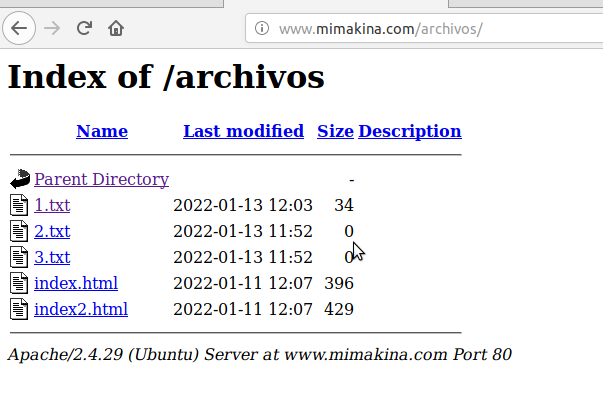 www.mimakina.com/archivos/
Index of /archivos
Name Last modified Size Description
Parent Directory -
1.txt 2022-01-13 12:03 34
2.txt 2022-01-13 11:52 0
3.txt 2022-01-13 11:52 0
index.html 2022-01-11 12:07 396
index2.html 2022-01-11 12:07 429
Apache/2.4.29 (Ubuntu) Server at www.mimakina.com Port 80